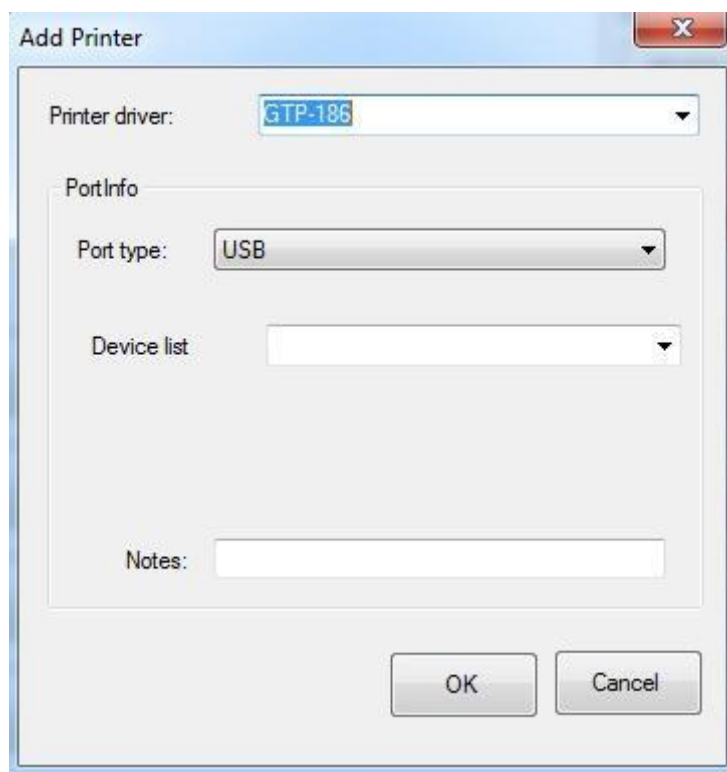 Add Printer
Printer driver: GTP-186
PortInfo
Port type: USB
Device list
Notes:
OK Cancel